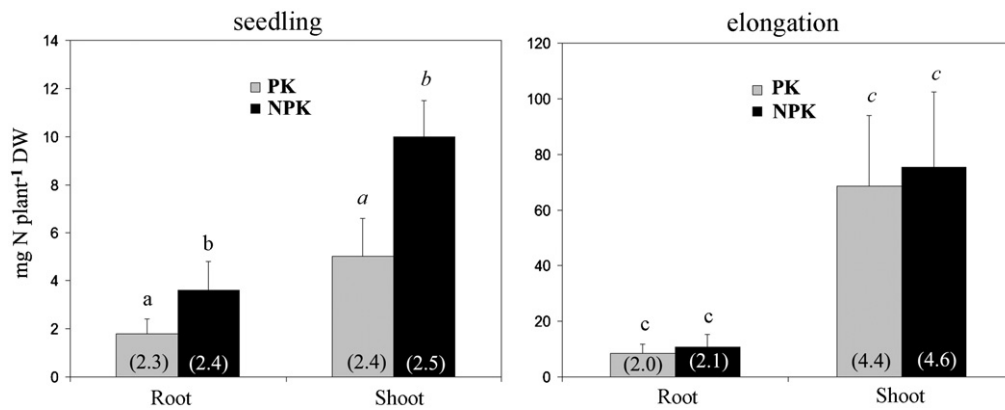 seedling
mg N plant⁻¹ DW
14
12
10
8
6
4
2
0
PK
NPK
a
b
a
b
(2.3)
(2.4)
(2.4)
(2.5)
Root
Shoot
elongation
120
100
80
60
40
20
0
PK
NPK
c
c
c
c
(2.0)
(2.1)
(4.4)
(4.6)
Root
Shoot